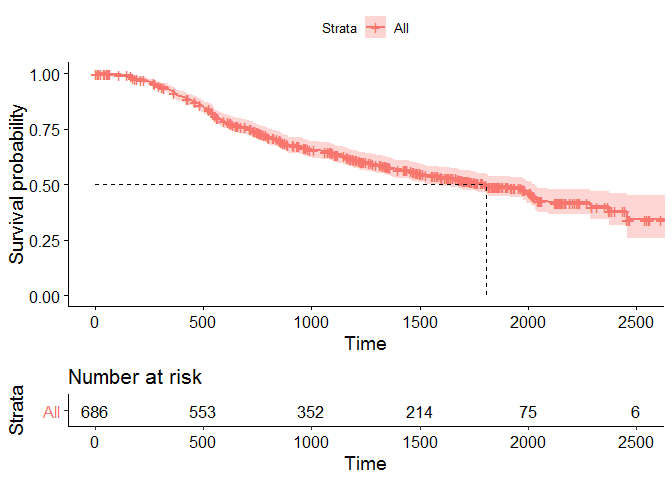 Strata All
1.00
0.75
0.50
0.25
0.00
Survival probability
0 500 1000 1500 2000 2500
Time
Number at risk
Strata
All 686 553 352 214 75 6
0 500 1000 1500 2000 2500
Time